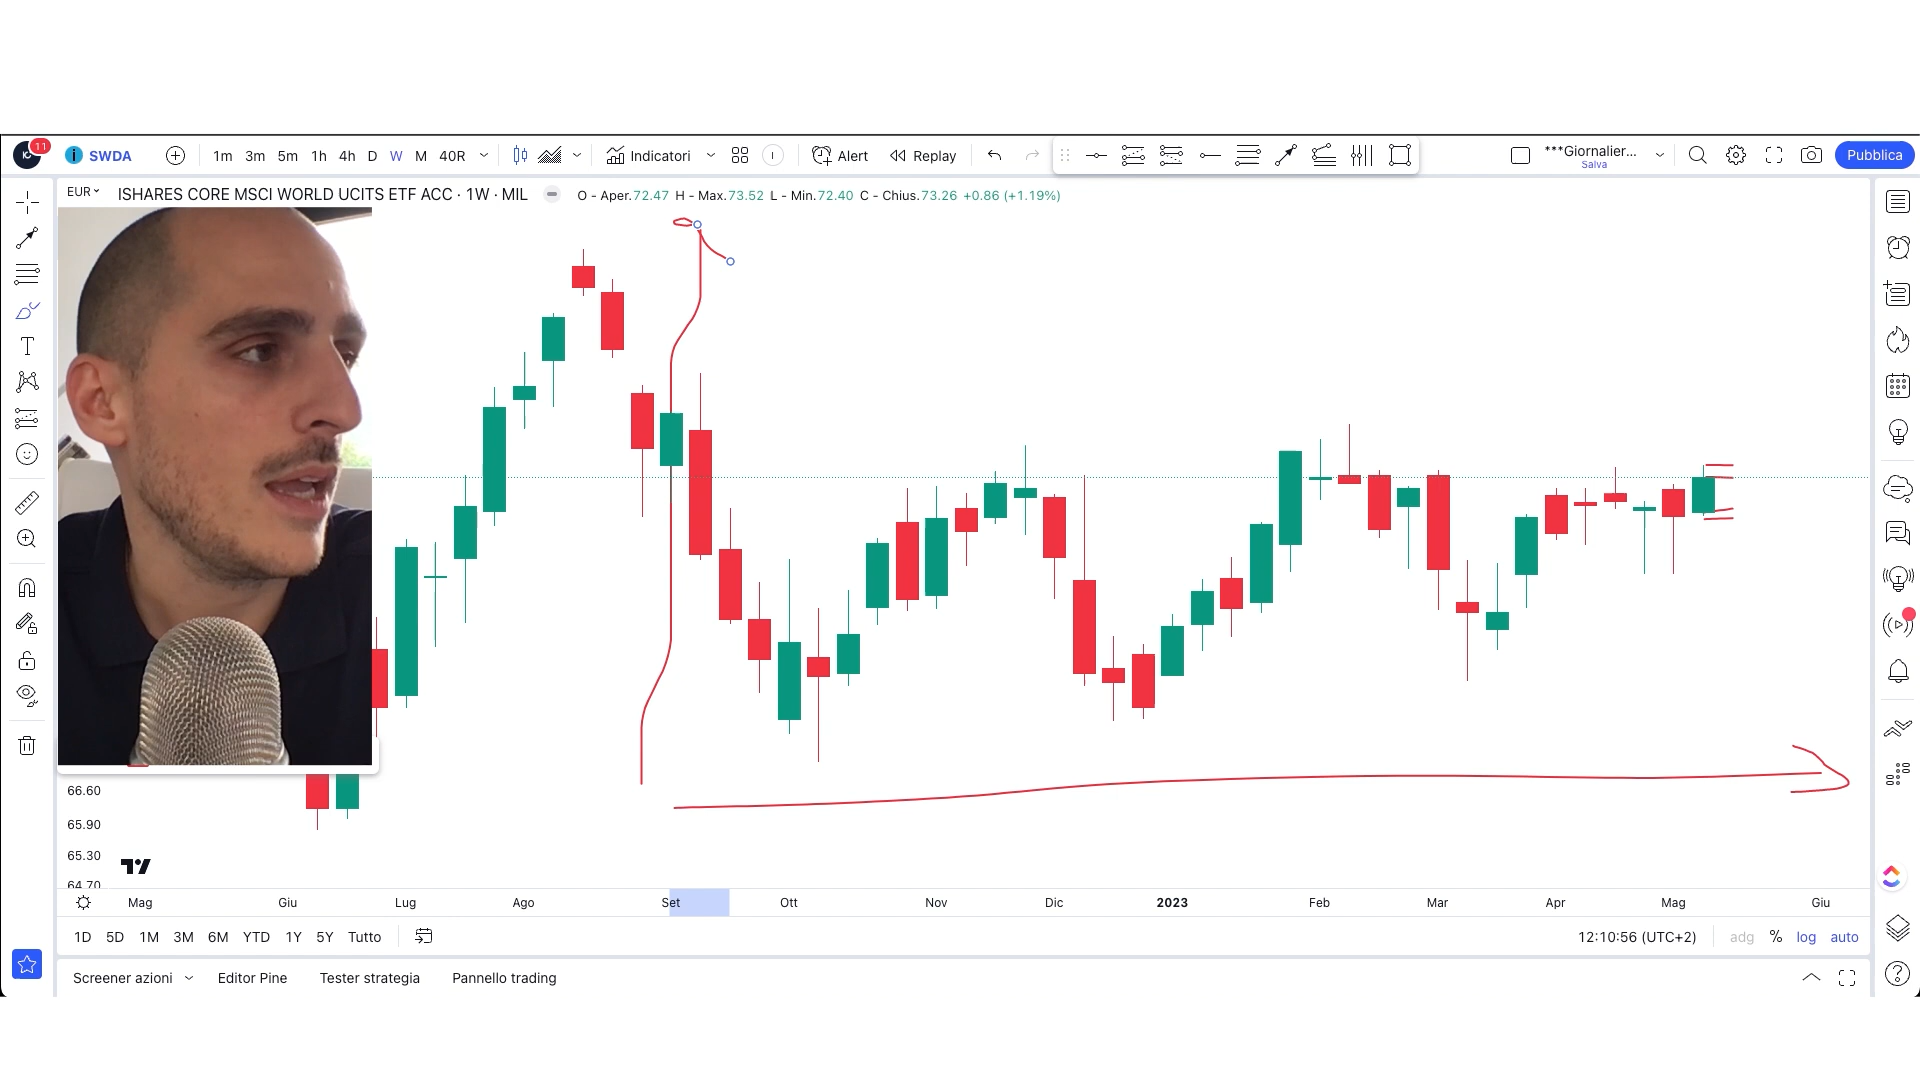 11
SWDA
1m 3m 5m 1h 4h D W M 40R
Indicatori
Alert
Replay
***Giornalier...
Salva
Pubblica
EUR
ISHARES CORE MSCI WORLD UCITS ETF ACC · 1W · MIL
O - Aper.72.47 H - Max.73.52 L - Min.72.40 C - Chius.73.26 +0.86 (+1.19%)
66.60
65.90
65.30
64.70
Mag Giu Lug Ago Set Ott Nov Dic 2023 Feb Mar Apr Mag Giu
1D 5D 1M 3M 6M YTD 1Y 5Y Tutto
12:10:56 (UTC+2)
adg % log auto
Screener azioni
Editor Pine
Tester strategia
Pannello trading